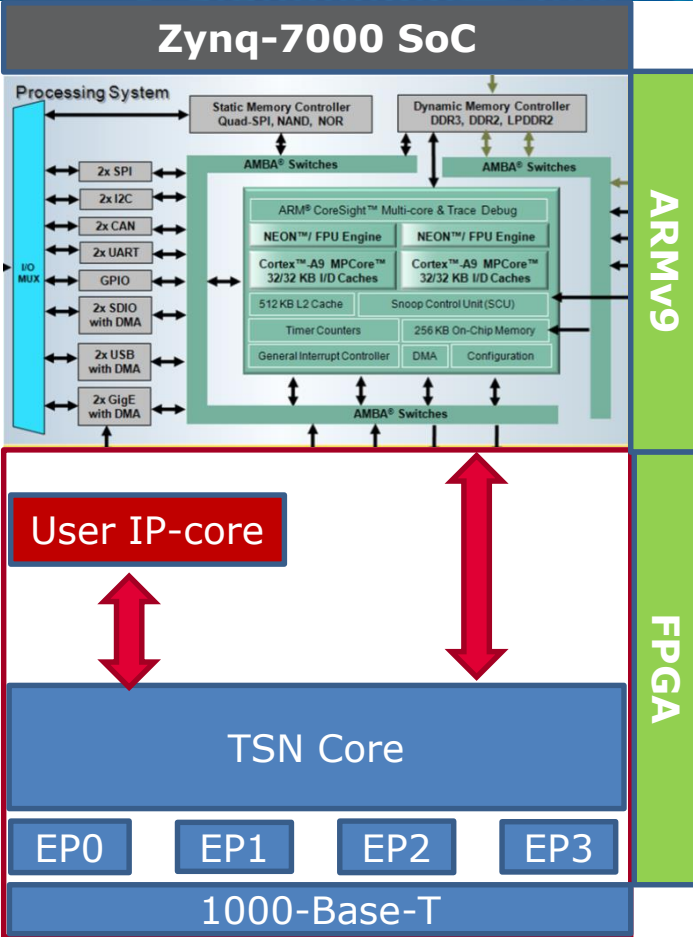 Zynq-7000 SoC
Processing System
Static Memory Controller
Quad-SPI, NAND, NOR
Dynamic Memory Controller
DDR3, DDR2, LPDDR2
AMBA® Switches
AMBA® Switches
I/O
MUX
2x SPI
2x I2C
2x CAN
2x UART
GPIO
2x SDIO
with DMA
2x USB
with DMA
2x GigE
with DMA
ARM® CoreSight™ Multi-core & Trace Debug
NEON™/ FPU Engine
NEON™/ FPU Engine
Cortex™-A9 MPCore™
32/32 KB I/D Caches
Cortex™-A9 MPCore™
32/32 KB I/D Caches
512 KB L2 Cache
Snoop Control Unit (SCU)
Timer Counters
256 KB On-Chip Memory
General Interrupt Controller
DMA
Configuration
AMBA® Switches
ARMv9
User IP-core
FPGA
TSN Core
EP0
EP1
EP2
EP3
1000-Base-T